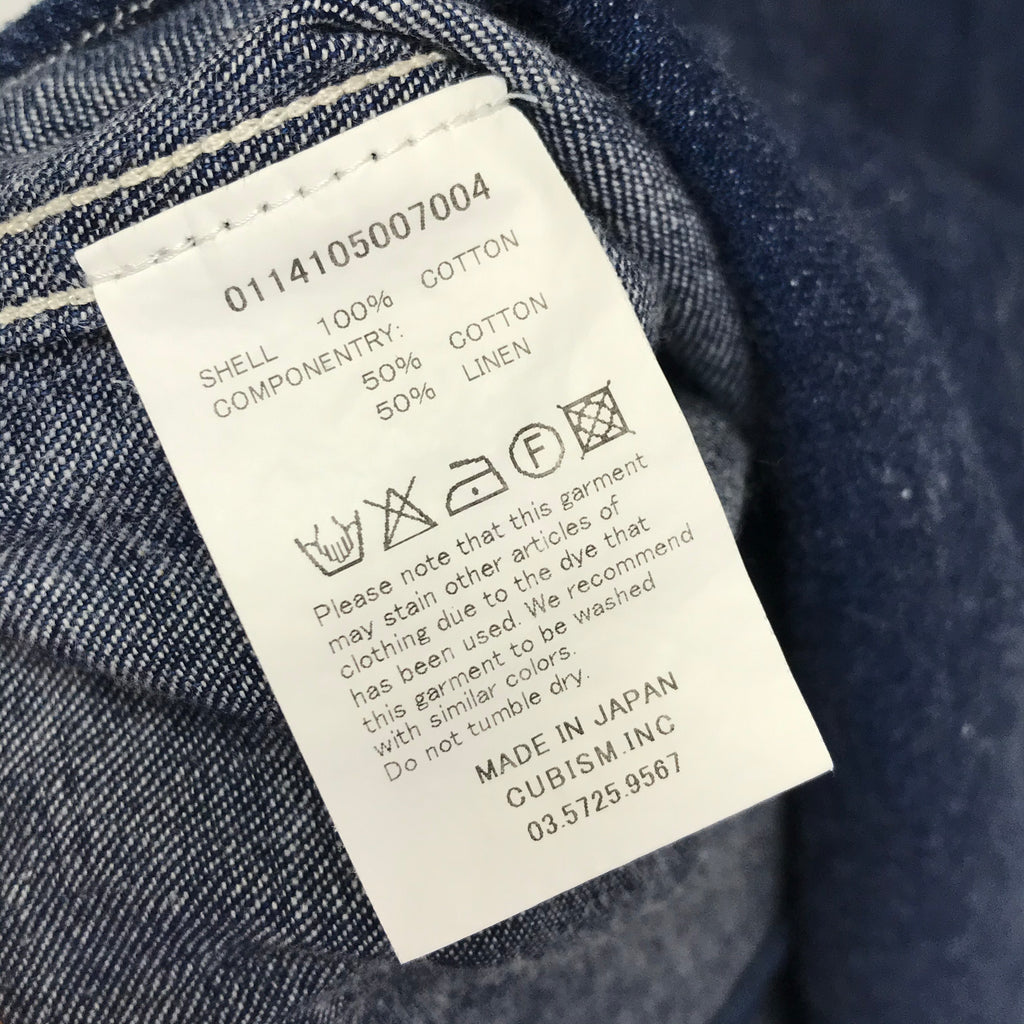 0114105007004
SHELL 100% COTTON
COMPONENTRY:
50% COTTON
50% LINEN
F
Please note that this garment
may stain other articles of
clothing due to the dye that
has been used. We recommend
this garment to be washed
with similar colors.
Do not tumble dry.
MADE IN JAPAN
CUBISM.INC
03.5725.9567